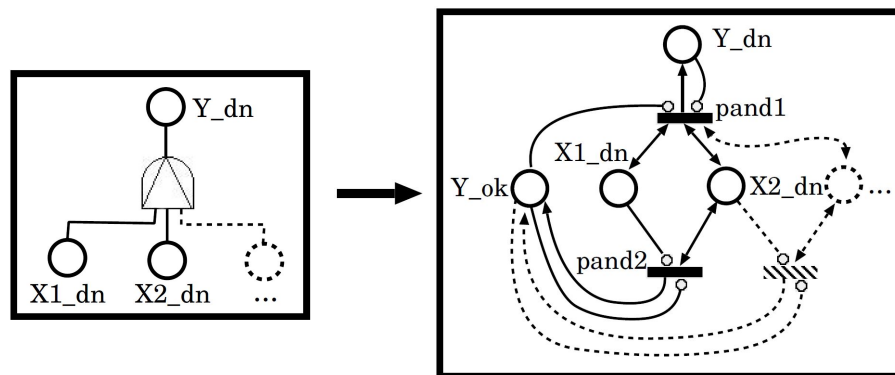 Y_dn
X1_dn X2_dn ...
Y_dn
pand1
X1_dn
Y_ok X2_dn ...
pand2